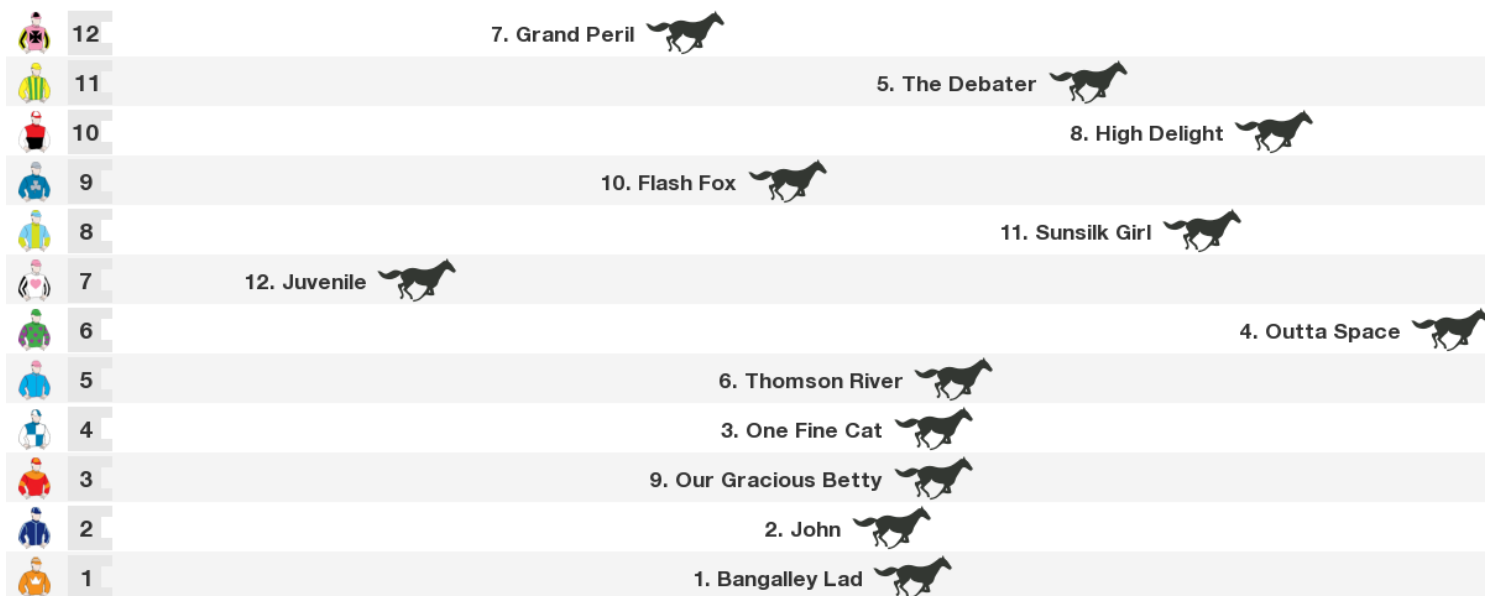 12 7. Grand Peril
11 5. The Debater
10 8. High Delight
9 10. Flash Fox
8 11. Sunsilk Girl
7 12. Juvenile
6 4. Outta Space
5 6. Thomson River
4 3. One Fine Cat
3 9. Our Gracious Betty
2 2. John
1 1. Bangalley Lad